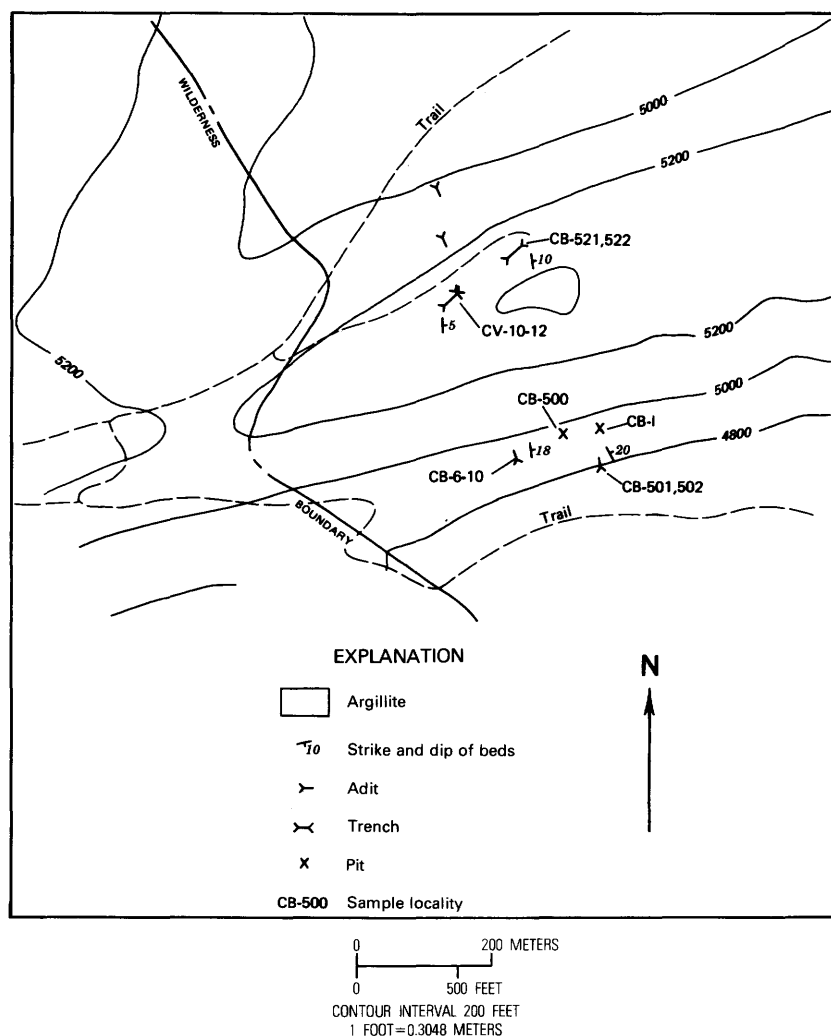 WILDERNESS
Trail
5000
5200
CB-521,522
10
CV-10-12
5
5200
5200
5000
CB-500
CB-I
4800
18
20
CB-6-10
CB-501,502
BOUNDARY
Trail
EXPLANATION
N
Argillite
10 Strike and dip of beds
Adit
Trench
Pit
CB-500 Sample locality
0 200 METERS
0 500 FEET
CONTOUR INTERVAL 200 FEET
1 FOOT=0.3048 METERS